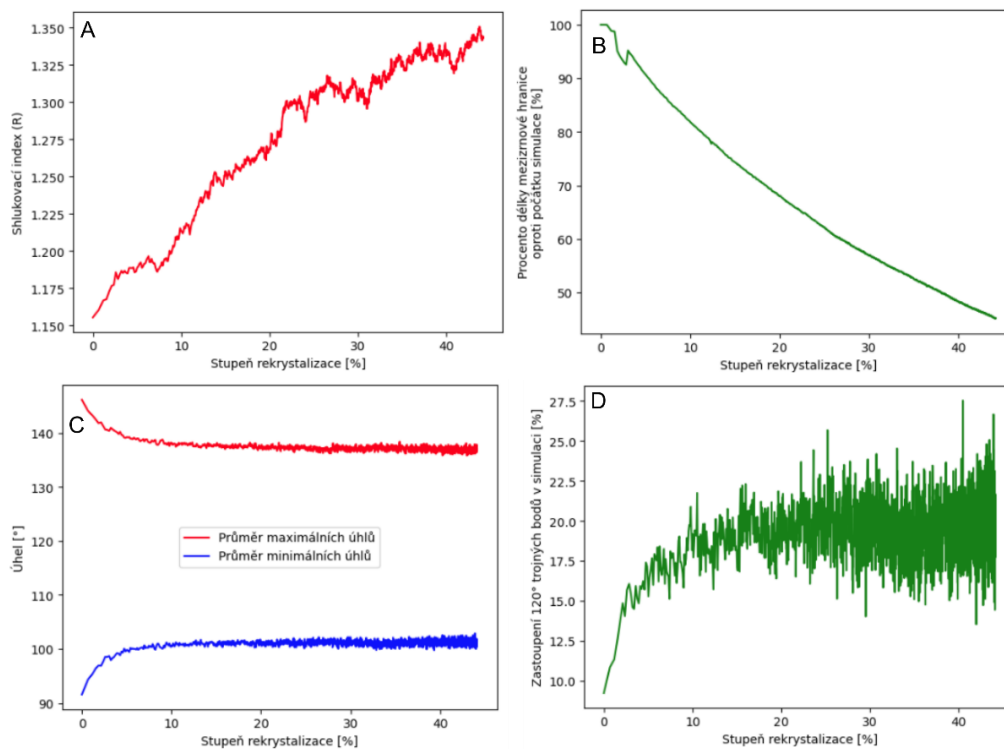 A
1.350
1.325
1.300
1.275
1.250
1.225
1.200
1.175
1.150
Shlukovací index (R)
0 10 20 30 40
Stupeň rekrystalizace [%]
B
100
90
80
70
60
50
Procento délky mezizrnové hranice
oproti počátku simulace [%]
0 10 20 30 40
Stupeň rekrystalizace [%]
C
140
130
120
110
100
90
Úhel [°]
Průměr maximálních úhlů
Průměr minimálních úhlů
0 10 20 30 40
Stupeň rekrystalizace [%]
D
27.5
25.0
22.5
20.0
17.5
15.0
12.5
10.0
Zastoupení 120° trojných bodů v simulaci [%]
0 10 20 30 40
Stupeň rekrystalizace [%]